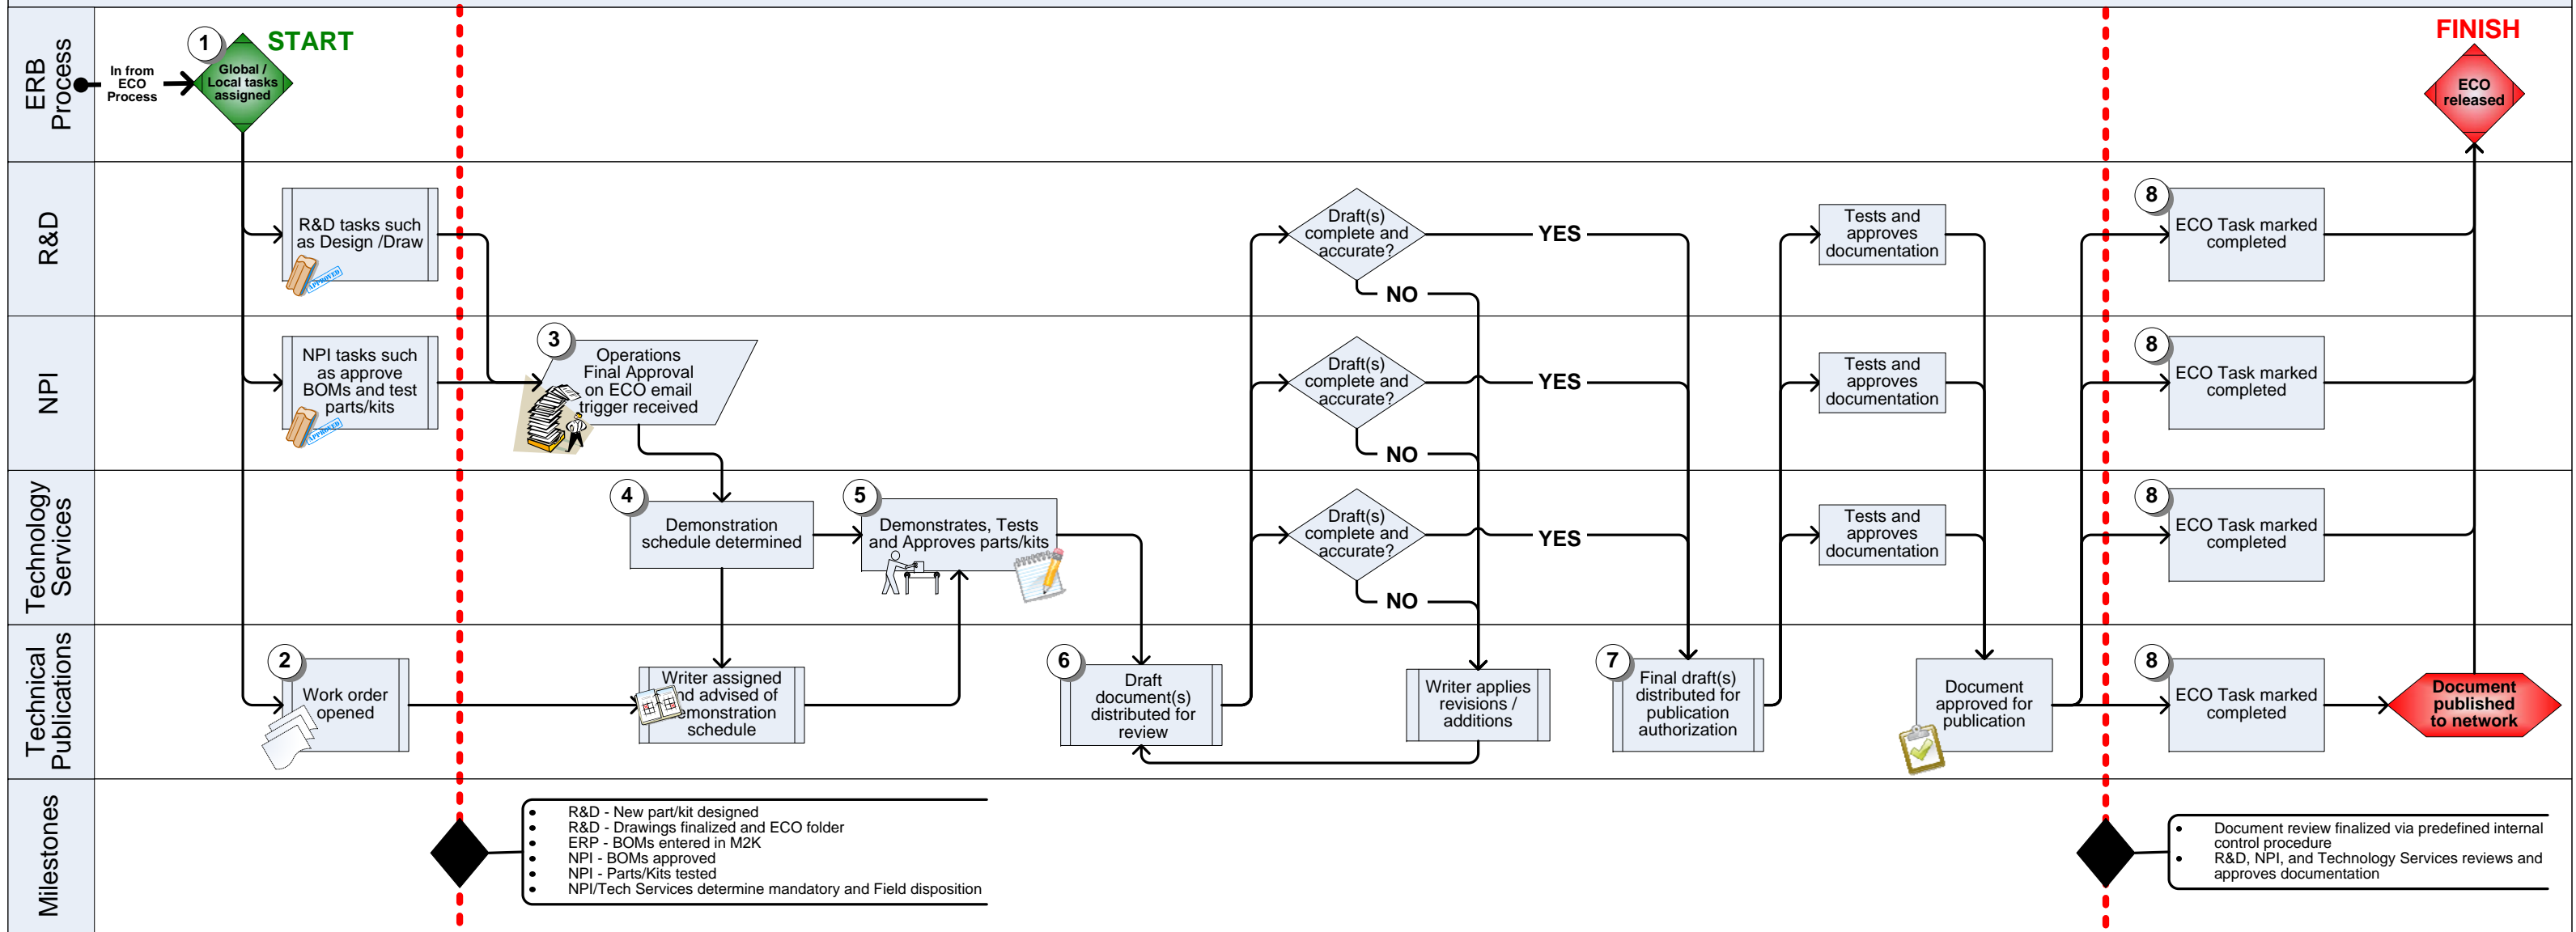 ERB
Process
In from
ECO
Process
1
START
Global /
Local tasks
assigned
FINISH
ECO
released
R&D
R&D tasks such
as Design /Draw
APPROVED
Draft(s)
complete and
accurate?
YES
NO
Tests and
approves
documentation
8
ECO Task marked
completed
NPI
NPI tasks such
as approve
BOMs and test
parts/kits
APPROVED
3
Operations
Final Approval
on ECO email
trigger received
Draft(s)
complete and
accurate?
YES
NO
Tests and
approves
documentation
8
ECO Task marked
completed
Technology
Services
4
Demonstration
schedule determined
5
Demonstrates, Tests
and Approves parts/kits
Draft(s)
complete and
accurate?
YES
NO
Tests and
approves
documentation
8
ECO Task marked
completed
Technical
Publications
2
Work order
opened
Writer assigned
nd advised of
emonstration
schedule
6
Draft
document(s)
distributed for
review
Writer applies
revisions /
additions
7
Final draft(s)
distributed for
publication
authorization
Document
approved for
publication
8
ECO Task marked
completed
Document
published
to network
Milestones
• R&D - New part/kit designed
• R&D - Drawings finalized and ECO folder
• ERP - BOMs entered in M2K
• NPI - BOMs approved
• NPI - Parts/Kits tested
• NPI/Tech Services determine mandatory and Field disposition
• Document review finalized via predefined internal
control procedure
• R&D, NPI, and Technology Services reviews and
approves documentation